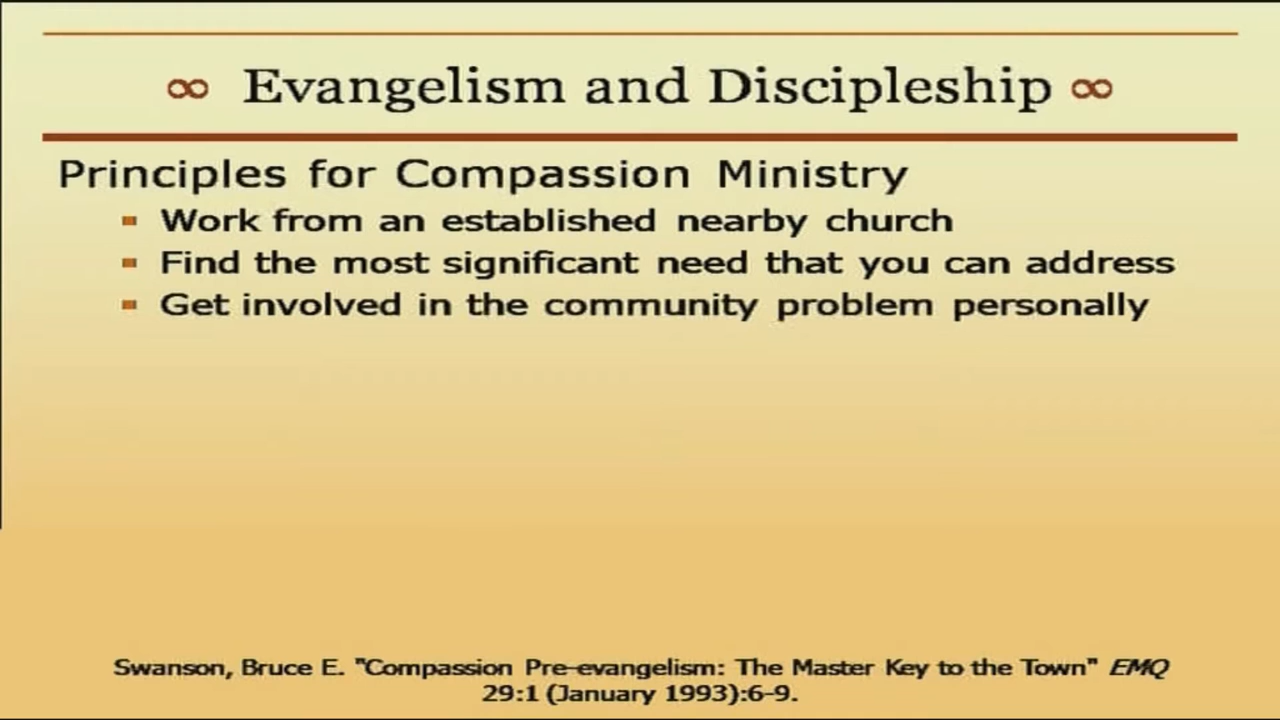 ∞ Evangelism and Discipleship ∞
Principles for Compassion Ministry
▪ Work from an established nearby church
▪ Find the most significant need that you can address
▪ Get involved in the community problem personally
Swanson, Bruce E. "Compassion Pre-evangelism: The Master Key to the Town" EMQ
29:1 (January 1993):6-9.